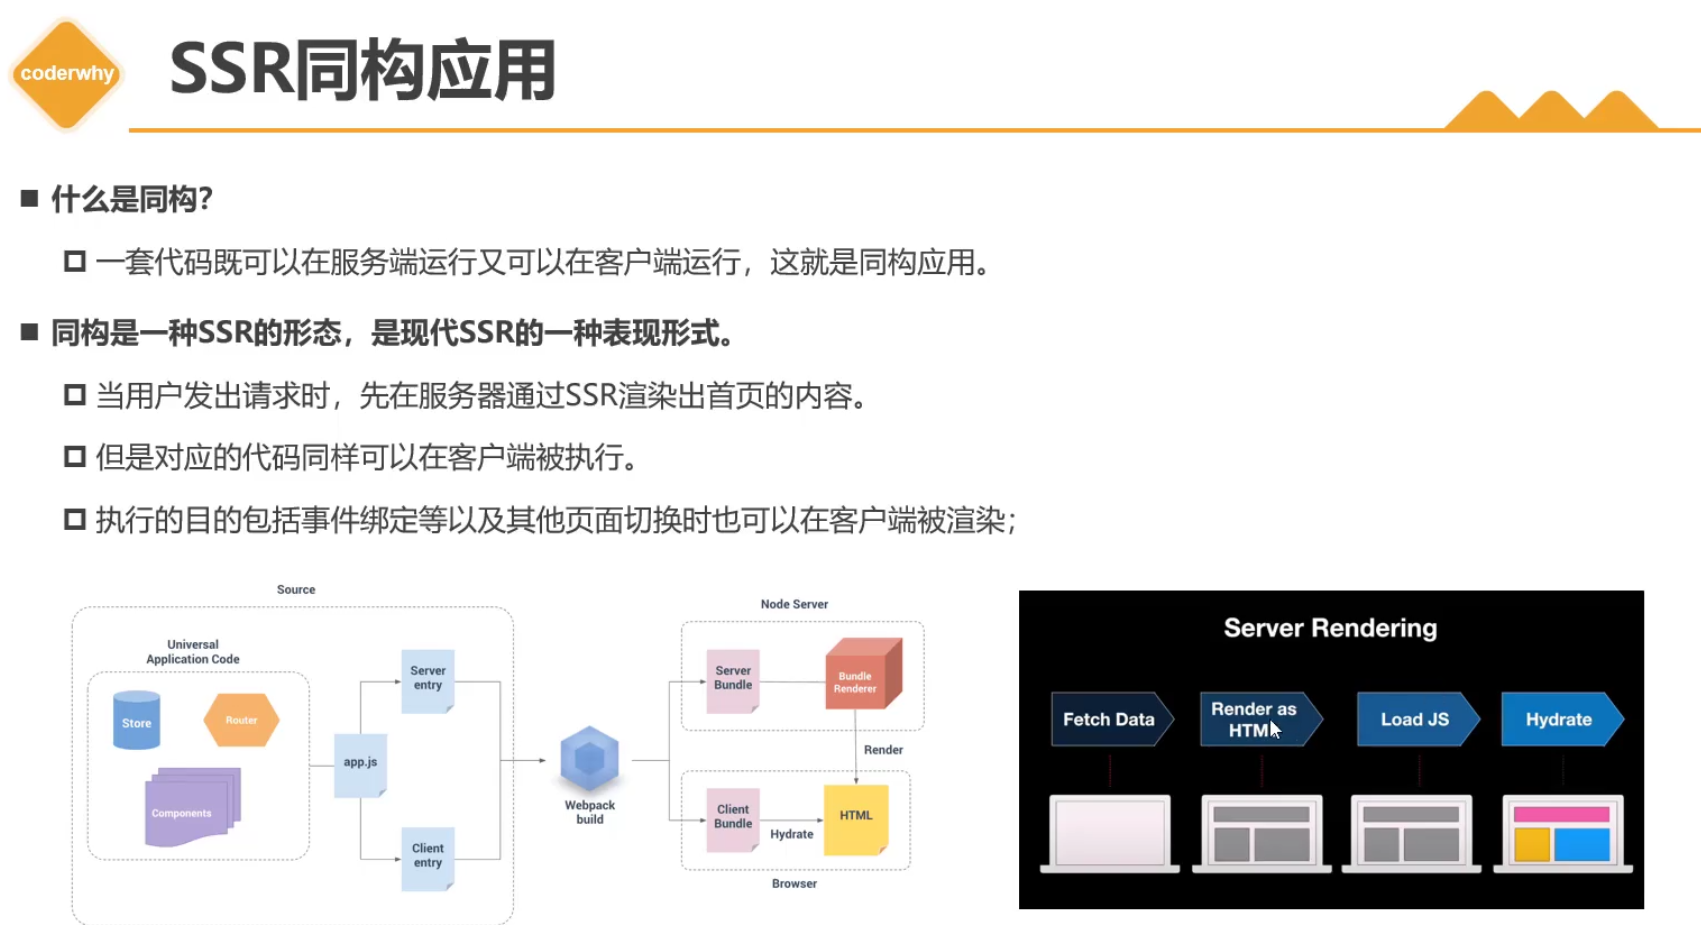 coderwhy
SSR同构应用
什么是同构?
一套代码既可以在服务端运行又可以在客户端运行，这就是同构应用。
同构是一种SSR的形态，是现代SSR的一种表现形式。
当用户发出请求时，先在服务器通过SSR渲染出首页的内容。
但是对应的代码同样可以在客户端被执行。
执行的目的包括事件绑定等以及其他页面切换时也可以在客户端被渲染；
Source
Universal
Application Code
Store
Router
Components
app.js
Server
entry
Client
entry
Webpack
build
Node Server
Server
Bundle
Bundle
Renderer
Render
Client
Bundle
Hydrate
HTML
Browser
Server Rendering
Fetch Data
Render as
HTML
Load JS
Hydrate